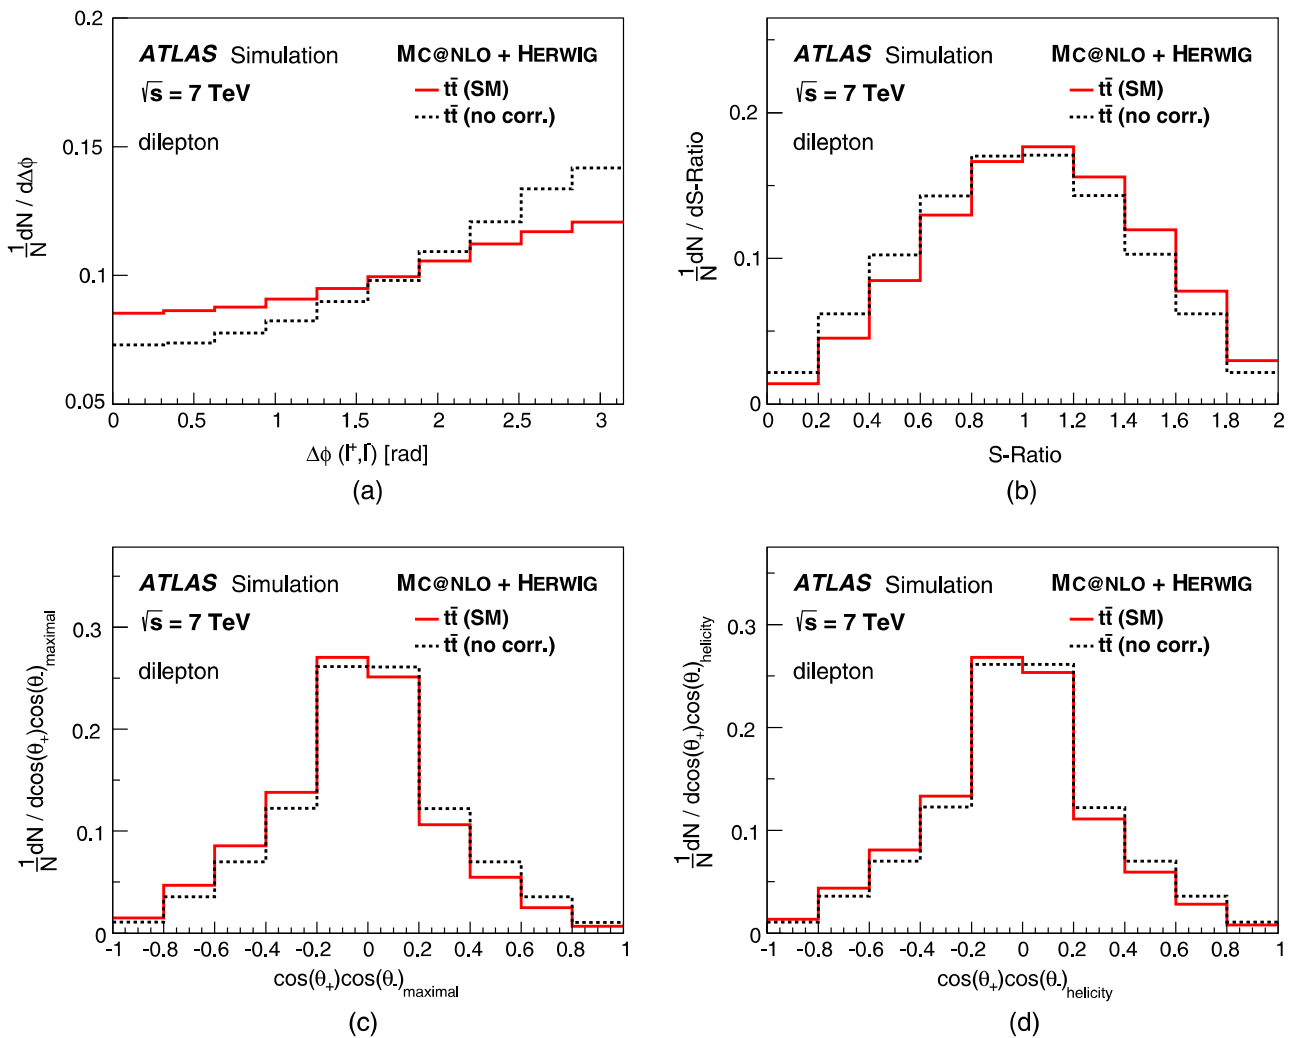 0.2
ATLAS Simulation MC@NLO + HERWIG
√s = 7 TeV
tt̄ (SM)
tt̄ (no corr.)
dilepton
0.15
0.1
0.05
1/N dN / dΔϕ
0 0.5 1 1.5 2 2.5 3
Δϕ (l⁺,l⁻) [rad]
(a)
ATLAS Simulation MC@NLO + HERWIG
√s = 7 TeV
tt̄ (SM)
tt̄ (no corr.)
dilepton
0.2
0.1
0
1/N dN / dS-Ratio
0 0.2 0.4 0.6 0.8 1 1.2 1.4 1.6 1.8 2
S-Ratio
(b)
ATLAS Simulation MC@NLO + HERWIG
√s = 7 TeV
tt̄ (SM)
tt̄ (no corr.)
dilepton
0.3
0.2
0.1
0
1/N dN / dcos(θ₊)cos(θ₋)maximal
-1 -0.8 -0.6 -0.4 -0.2 0 0.2 0.4 0.6 0.8 1
cos(θ₊)cos(θ₋)maximal
(c)
ATLAS Simulation MC@NLO + HERWIG
√s = 7 TeV
tt̄ (SM)
tt̄ (no corr.)
dilepton
0.3
0.2
0.1
0
1/N dN / dcos(θ₊)cos(θ₋)helicity
-1 -0.8 -0.6 -0.4 -0.2 0 0.2 0.4 0.6 0.8 1
cos(θ₊)cos(θ₋)helicity
(d)